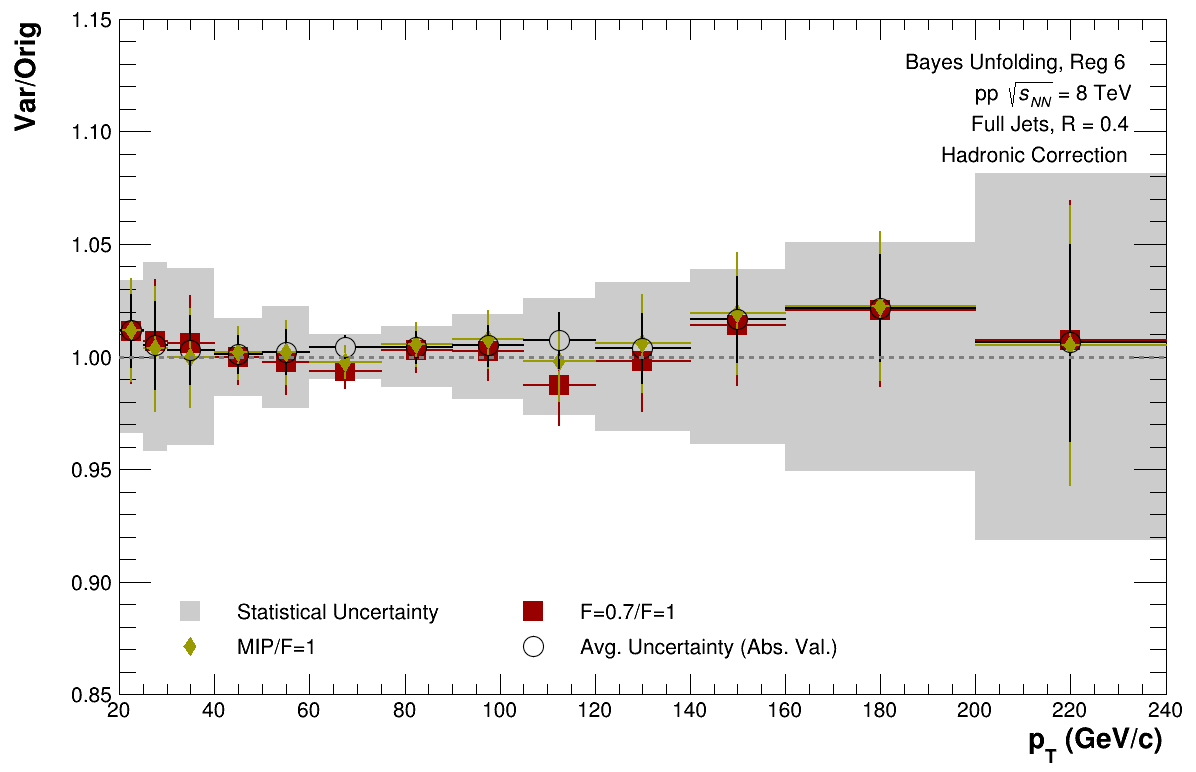 Var/Orig
1.15
1.10
1.05
1.00
0.95
0.90
0.85
Bayes Unfolding, Reg 6
pp √s_NN = 8 TeV
Full Jets, R = 0.4
Hadronic Correction
Statistical Uncertainty
F=0.7/F=1
MIP/F=1
Avg. Uncertainty (Abs. Val.)
20 40 60 80 100 120 140 160 180 200 220 240
p_T (GeV/c)